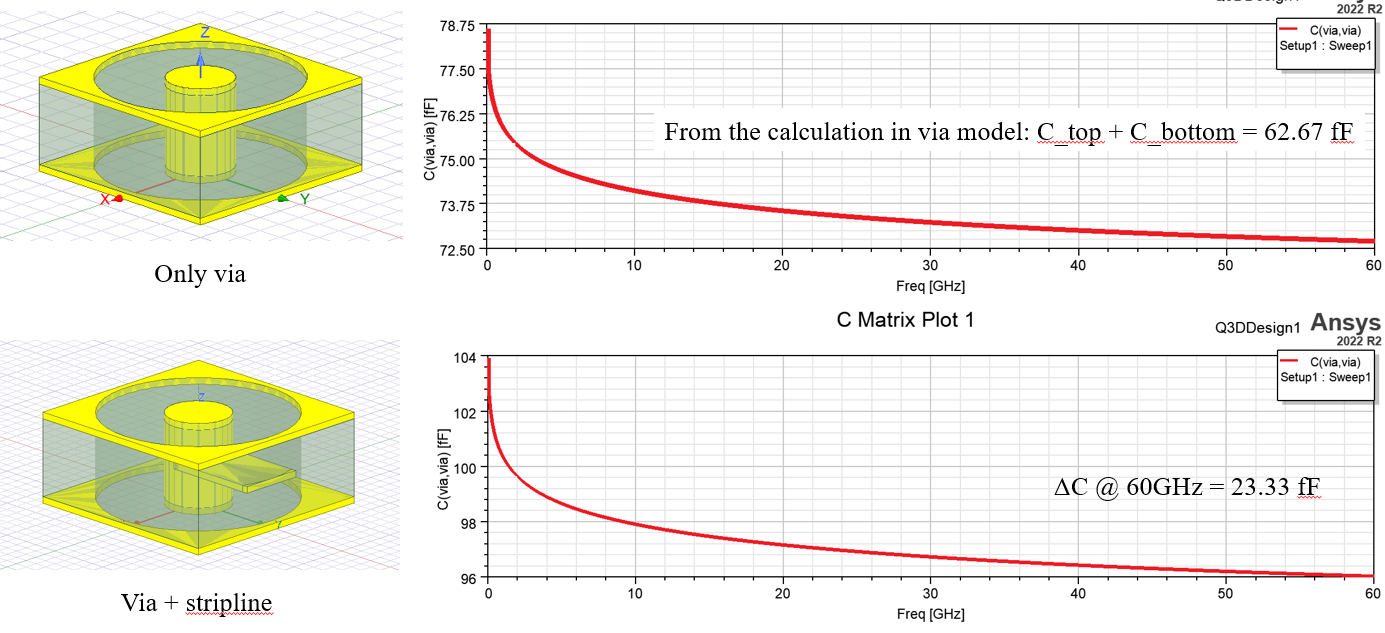 2022 R2
78.75
77.50
76.25
75.00
73.75
72.50
C(via,via) [fF]
C(via,via)
Setup1 : Sweep1
From the calculation in via model: C_top + C_bottom = 62.67 fF
0 10 20 30 40 50 60
Freq [GHz]
Z
X
Y
Only via
C Matrix Plot 1
Q3DDesign1 Ansys
2022 R2
104
102
100
98
96
C(via,via) [fF]
C(via,via)
Setup1 : Sweep1
ΔC @ 60GHz = 23.33 fF
0 10 20 30 40 50 60
Freq [GHz]
Z
Y
Via + stripline